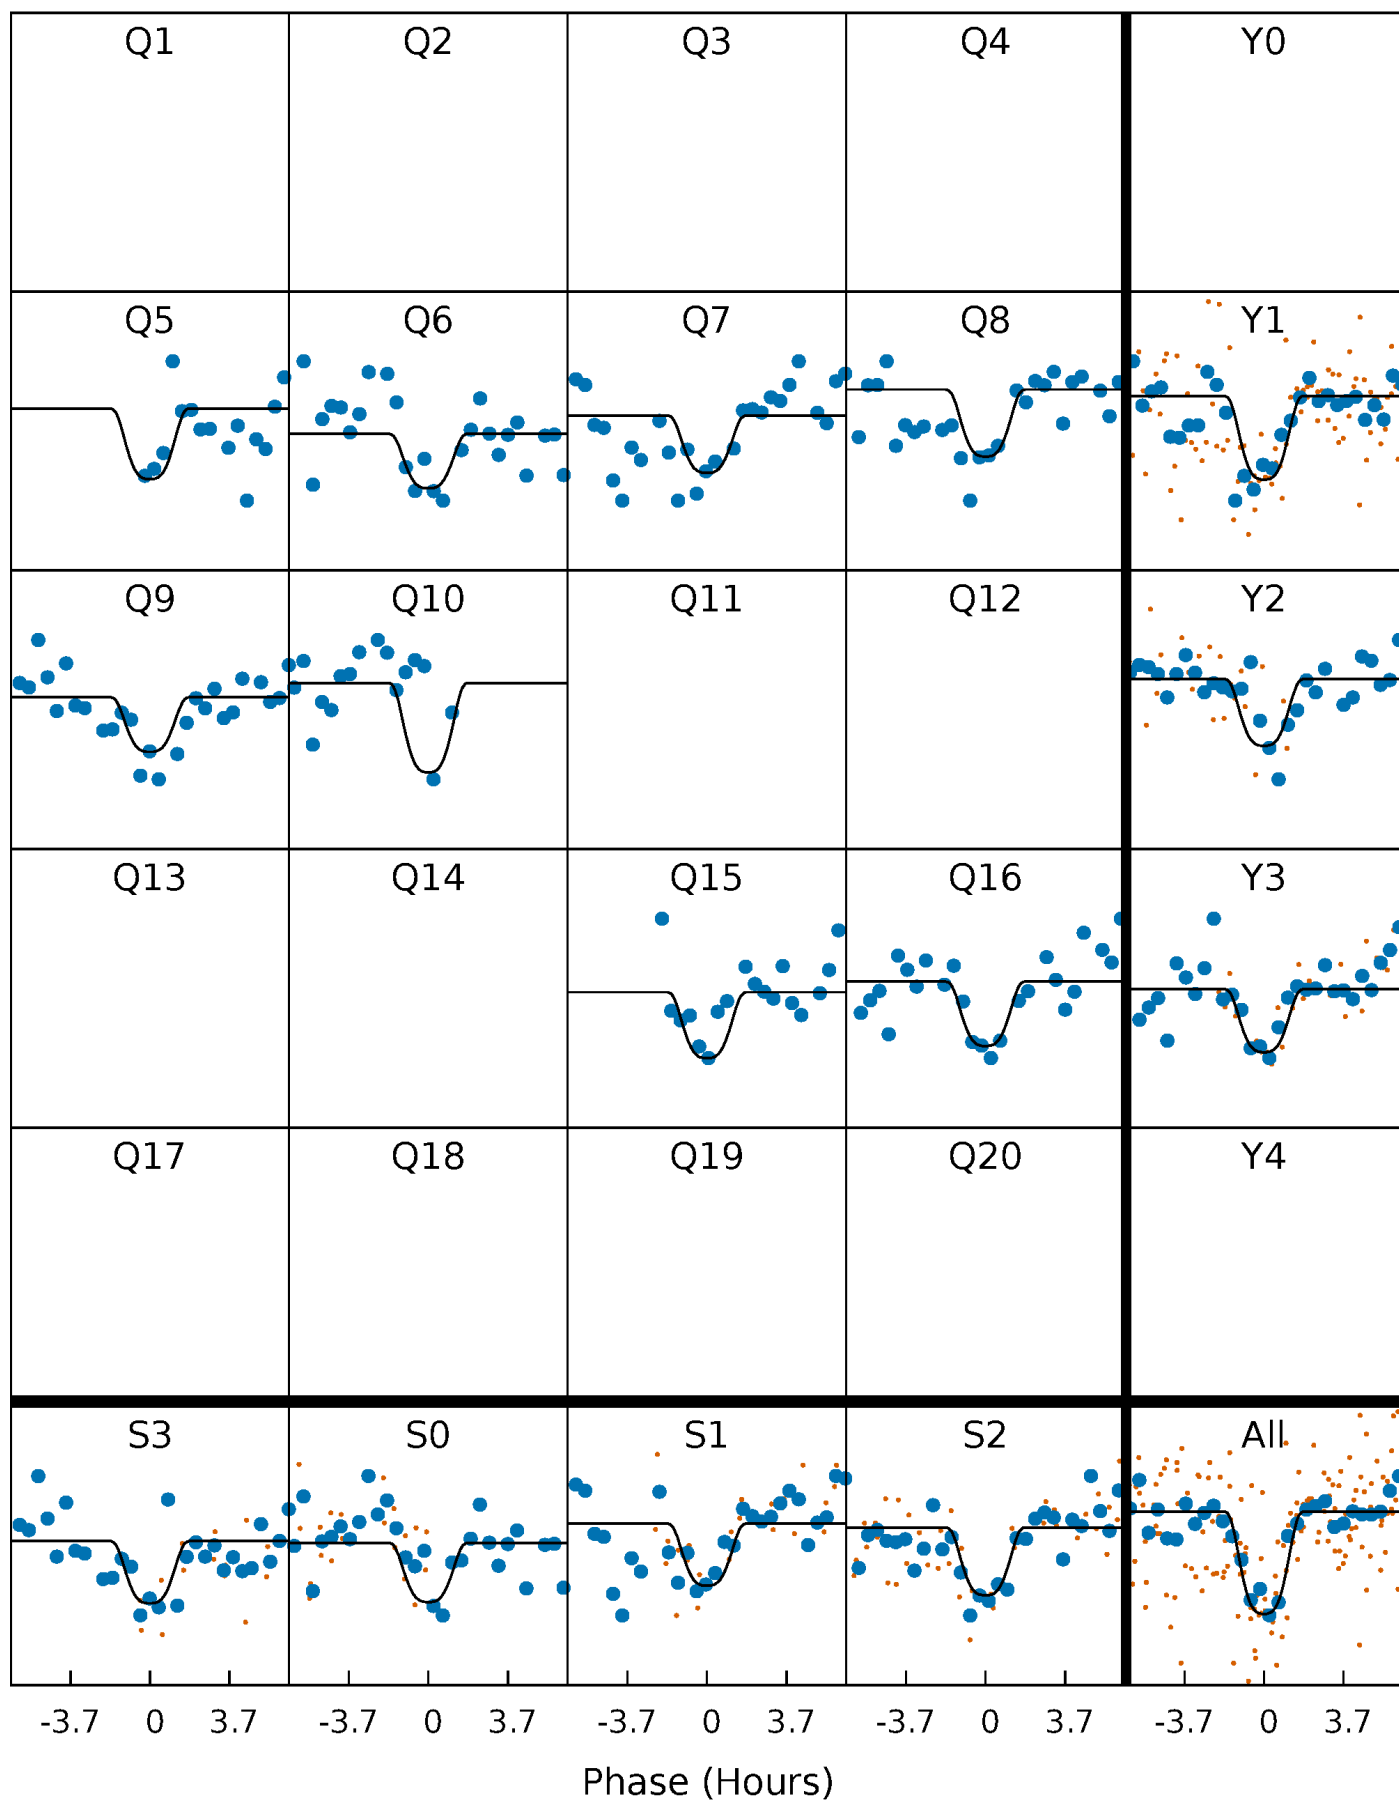 Q1 Q2 Q3 Q4 Y0
Q5 Q6 Q7 Q8 Y1
Q9 Q10 Q11 Q12 Y2
Q13 Q14 Q15 Q16 Y3
Q17 Q18 Q19 Q20 Y4
S3 S0 S1 S2 All
-3.7 0 3.7 -3.7 0 3.7 -3.7 0 3.7 -3.7 0 3.7 -3.7 0 3.7
Phase (Hours)